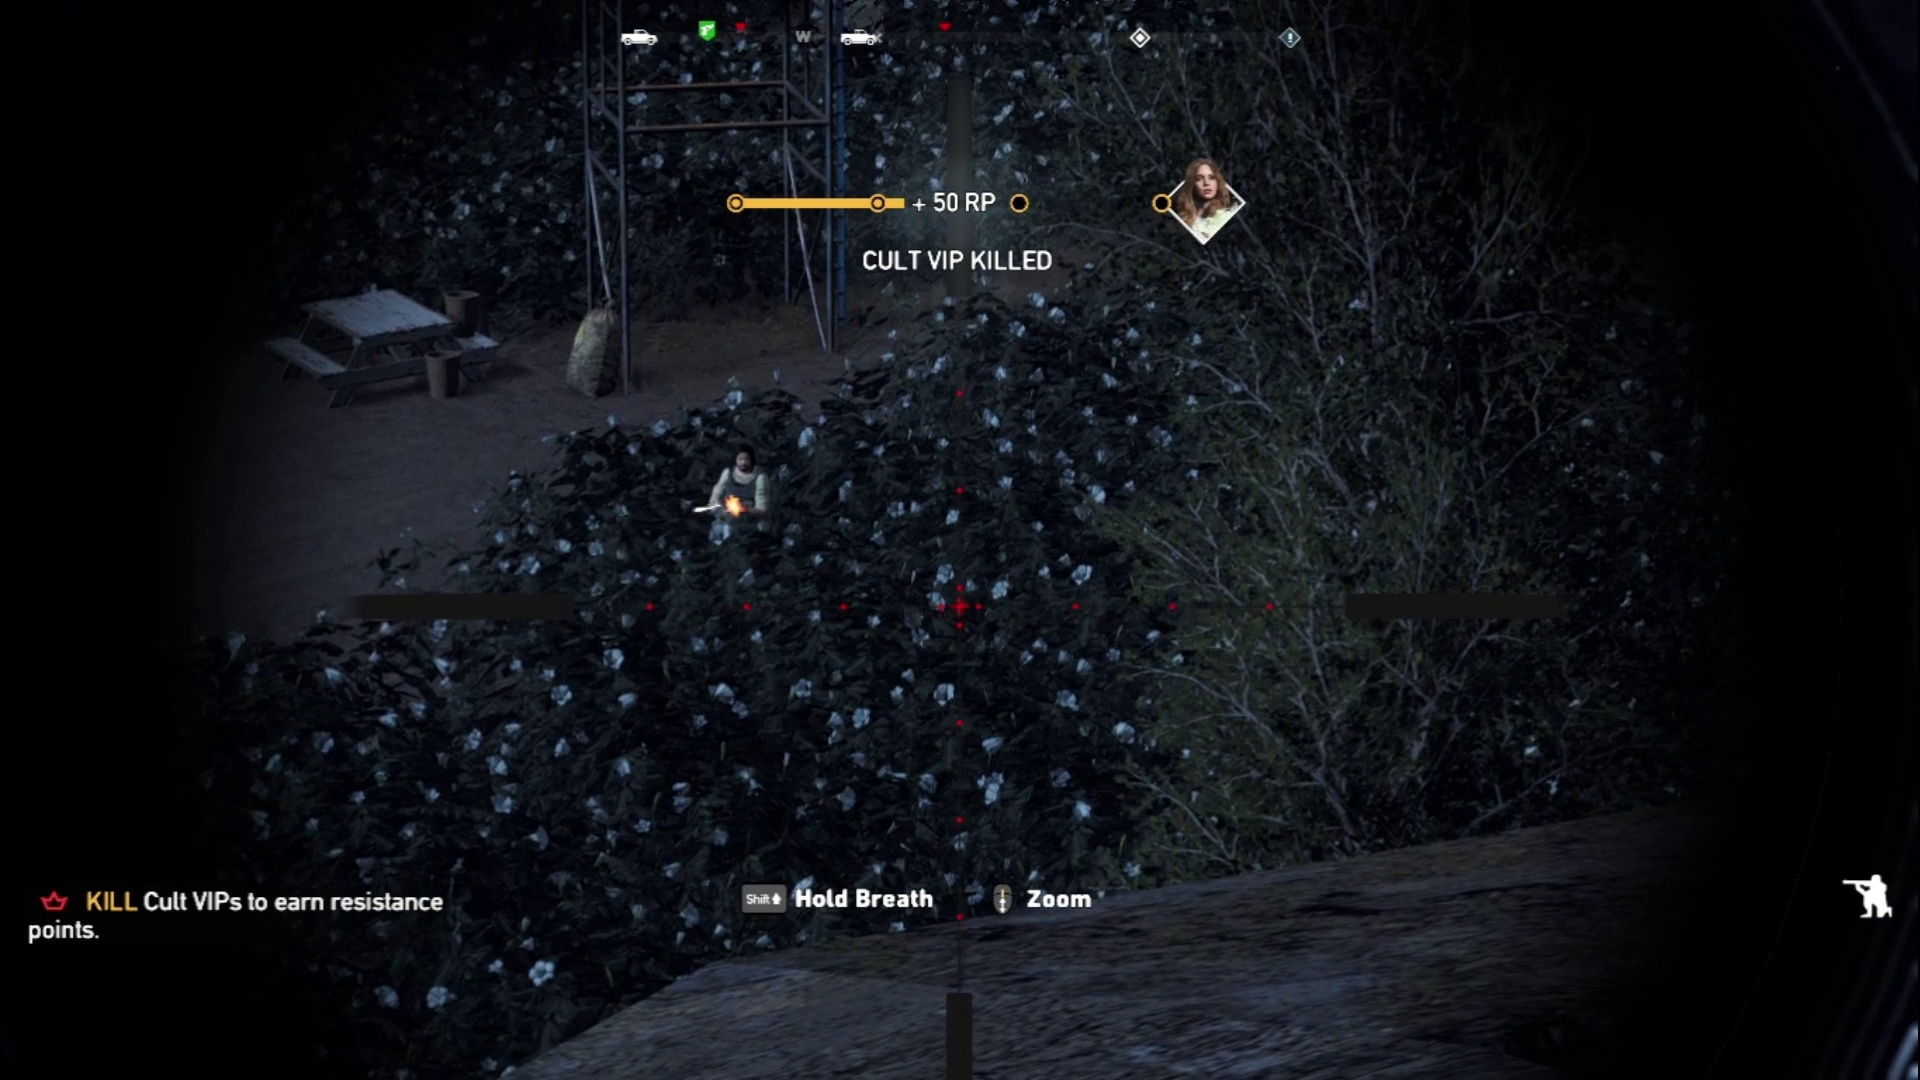 W
+ 50 RP
CULT VIP KILLED
KILL Cult VIPs to earn resistance
points.
Shift Hold Breath Zoom